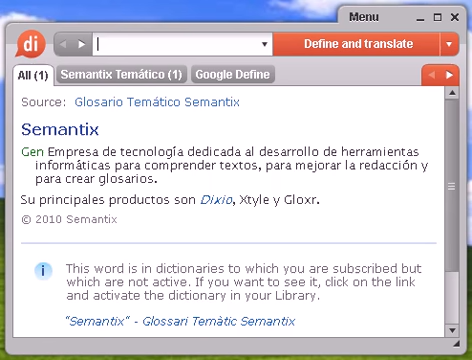 Menu
di
Define and translate
All (1)
Semantix Temático (1)
Google Define
Source: Glosario Temático Semantix
Semantix
Gen Empresa de tecnología dedicada al desarrollo de herramientas
informáticas para comprender textos, para mejorar la redacción y
para crear glosarios.
Su principales productos son Dixio, Xtyle y Gloxr.
© 2010 Semantix
i
This word is in dictionaries to which you are subscribed but
which are not active. If you want to see it, click on the link
and activate the dictionary in your Library.
"Semantix" - Glossari Temàtic Semantix